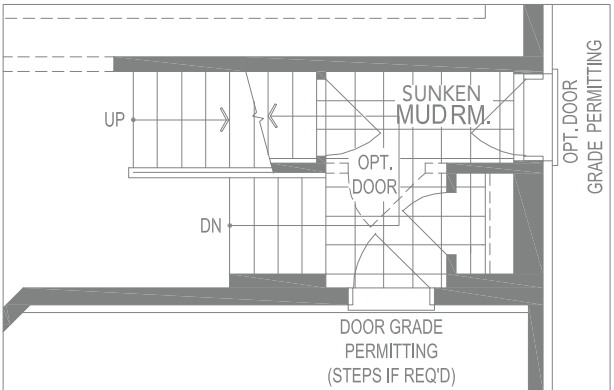 SUNKEN
MUD RM.
UP
OPT.
DOOR
DN
OPT. DOOR
GRADE PERMITTING
DOOR GRADE
PERMITTING
(STEPS IF REQ'D)